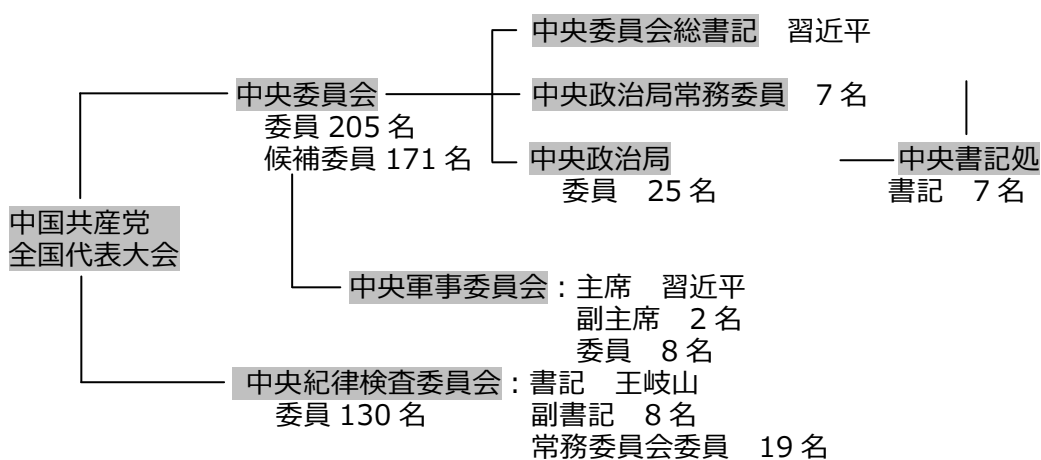 中央委員会総書記　習近平
中央委員会
中央政治局常務委員　7 名
委員 205 名
候補委員 171 名
中央政治局
中央書記処
委員　25 名
書記　7 名
中国共産党
全国代表大会
中央軍事委員会：主席　習近平
副主席　2 名
委員　8 名
中央紀律検査委員会：書記　王岐山
委員 130 名
副書記　8 名
常務委員会委員　19 名